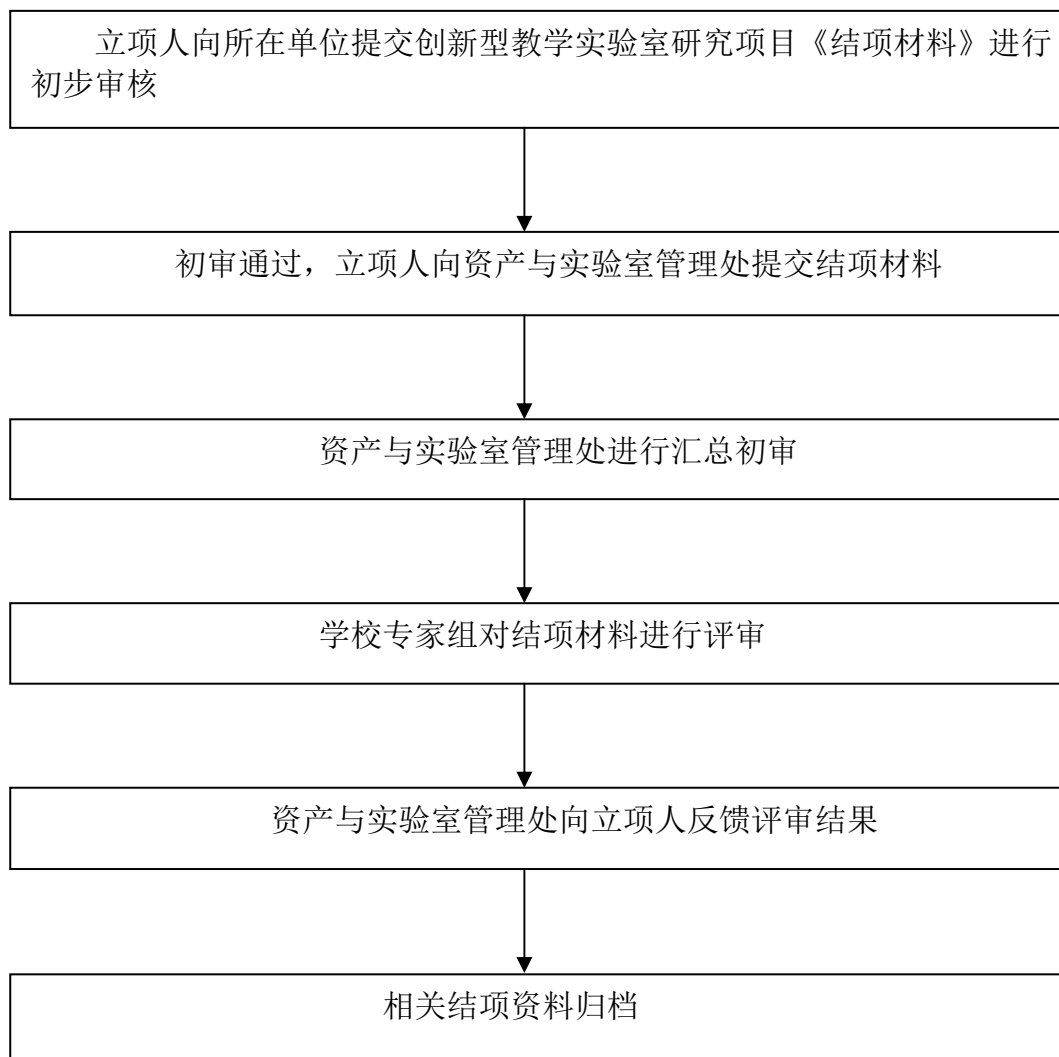 立项人向所在单位提交创新型教学实验室研究项目《结项材料》进行
初步审核
初审通过，立项人向资产与实验室管理处提交结项材料
资产与实验室管理处进行汇总初审
学校专家组对结项材料进行评审
资产与实验室管理处向立项人反馈评审结果
相关结项资料归档